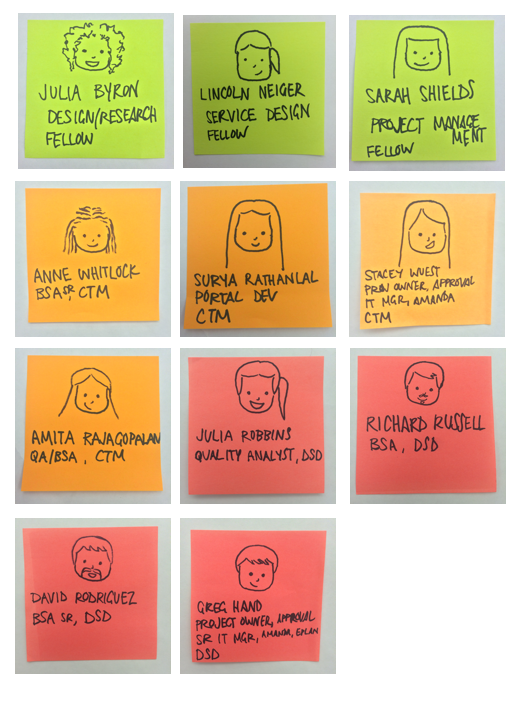 JULIA BYRON
DESIGN/RESEARCH
FELLOW
LINCOLN NEIGER
SERVICE DESIGN
FELLOW
SARAH SHIELDS
PROJECT MANAGEMENT
FELLOW
ANNE WHITLOCK
BSA SR, CTM
SURYA RATHANLAL
PORTAL DEV
CTM
STACEY WUEST
PROJ OWNER, APPROVAL
IT MGR, AMANDA
CTM
AMITA RAJAGOPALAN
QA/BSA, CTM
JULIA ROBBINS
QUALITY ANALYST, DSD
RICHARD RUSSELL
BSA, DSD
DAVID RODRIGUEZ
BSA SR, DSD
GREG HAND
PROJECT OWNER, APPROVAL
SR IT MGR, AMANDA, EPLAN
DSD